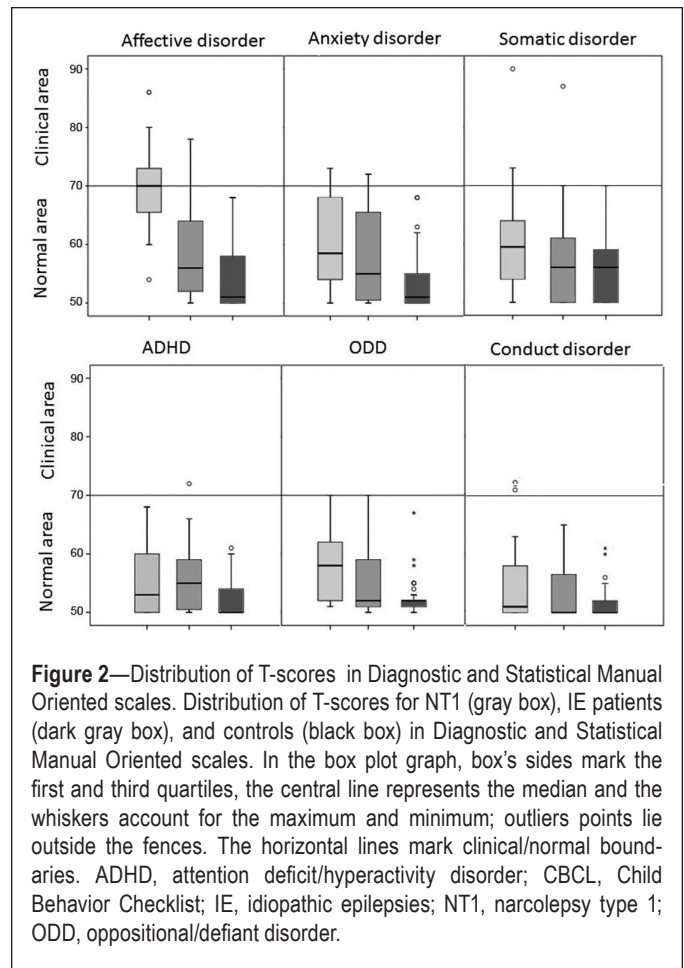 Affective disorder
Anxiety disorder
Somatic disorder
Clinical area
Normal area
90
80
70
60
50
ADHD
ODD
Conduct disorder
Clinical area
Normal area
90
80
70
60
50
Figure 2—Distribution of T-scores in Diagnostic and Statistical Manual
Oriented scales. Distribution of T-scores for NT1 (gray box), IE patients
(dark gray box), and controls (black box) in Diagnostic and Statistical
Manual Oriented scales. In the box plot graph, box's sides mark the
first and third quartiles, the central line represents the median and the
whiskers account for the maximum and minimum; outliers points lie
outside the fences. The horizontal lines mark clinical/normal bound-
aries. ADHD, attention deficit/hyperactivity disorder; CBCL, Child
Behavior Checklist; IE, idiopathic epilepsies; NT1, narcolepsy type 1;
ODD, oppositional/defiant disorder.